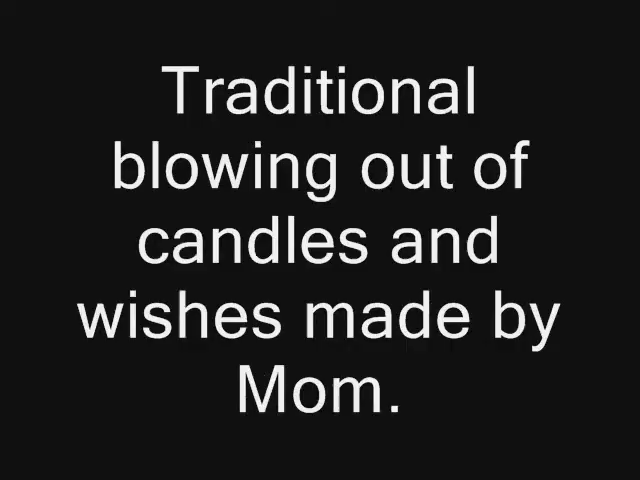 Traditional
blowing out of
candles and
wishes made by
Mom.